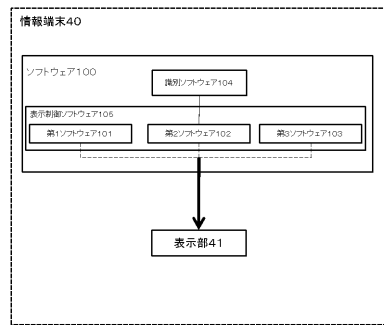 情報端末40
ソフトウェア100
識別ソフトウェア104
表示制御ソフトウェア105
第1ソフトウェア101
第2ソフトウェア102
第3ソフトウェア103
表示部41